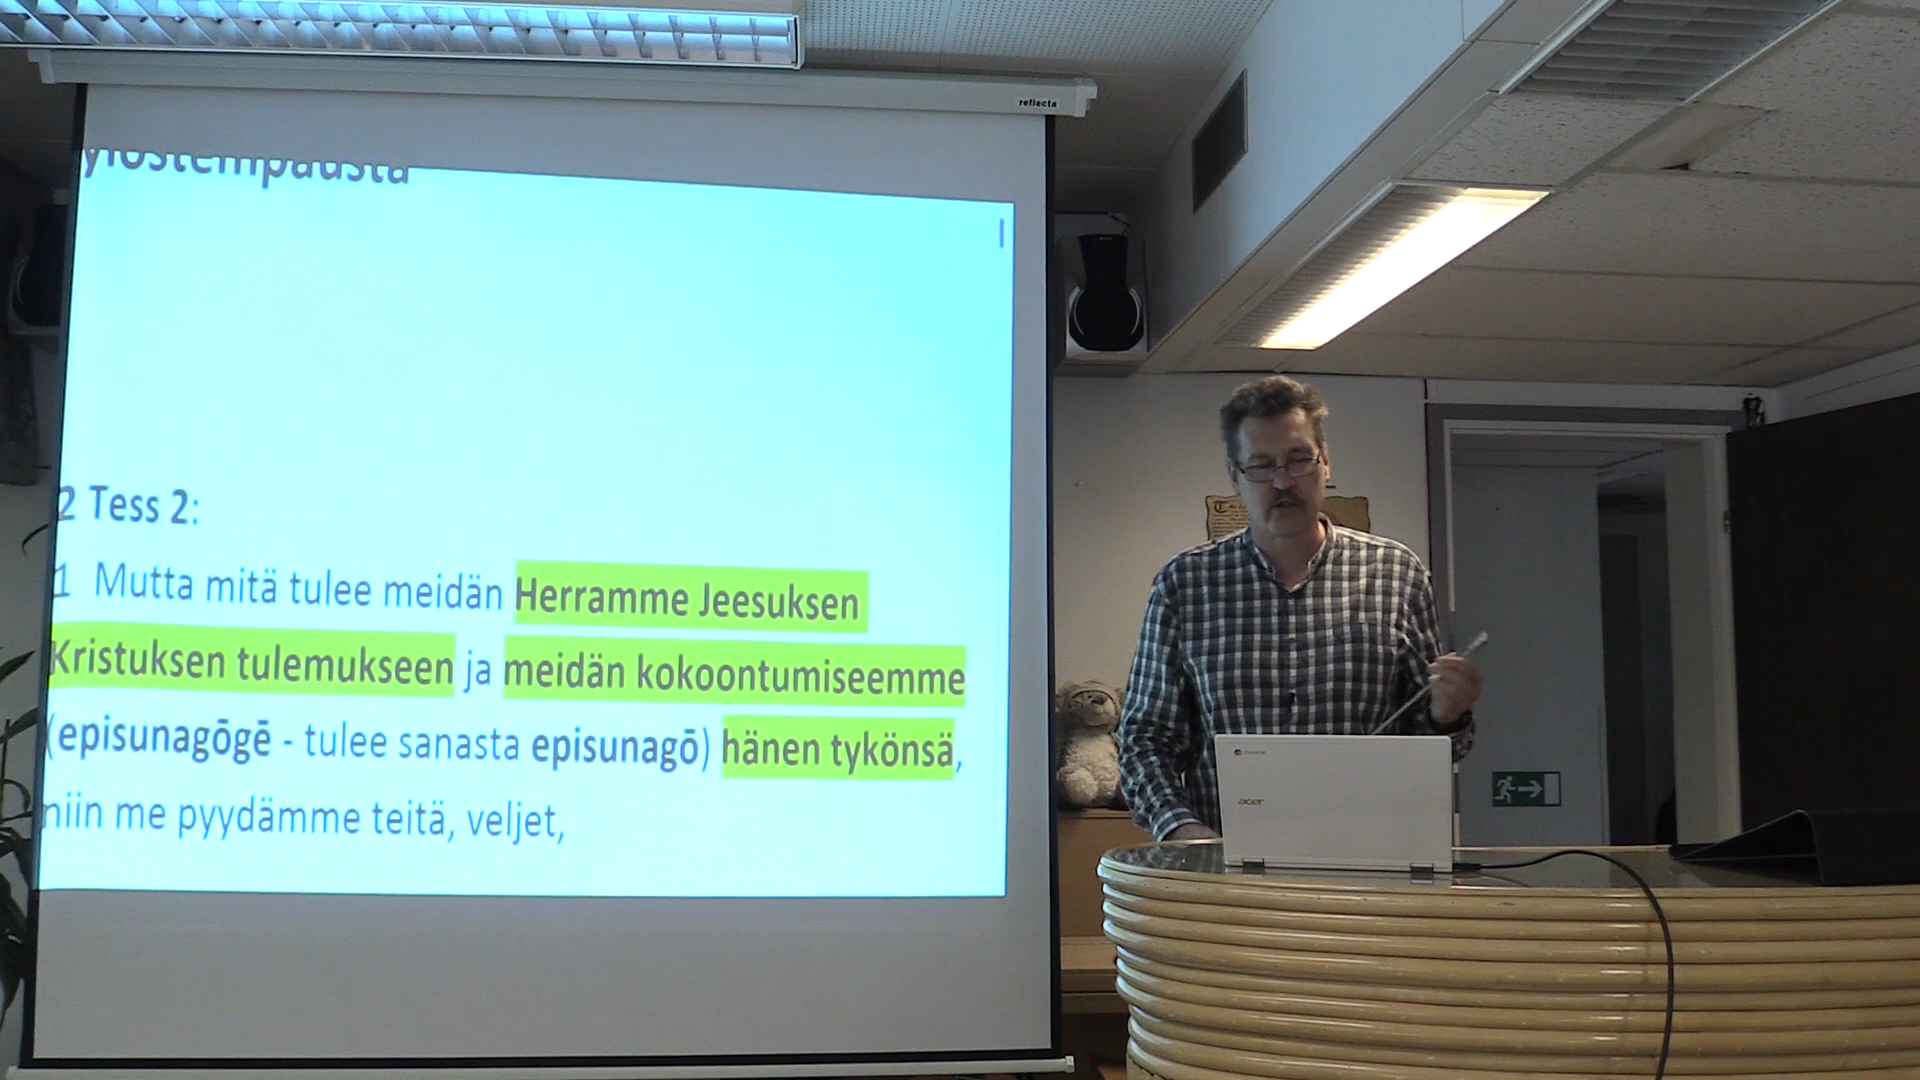 reflecta
ylöstempausta
2 Tess 2:
1 Mutta mitä tulee meidän Herramme Jeesuksen
Kristuksen tulemukseen ja meidän kokoontumiseemme
(episunagōgē - tulee sanasta episunagō) hänen tykönsä,
niin me pyydämme teitä, veljet,
acer